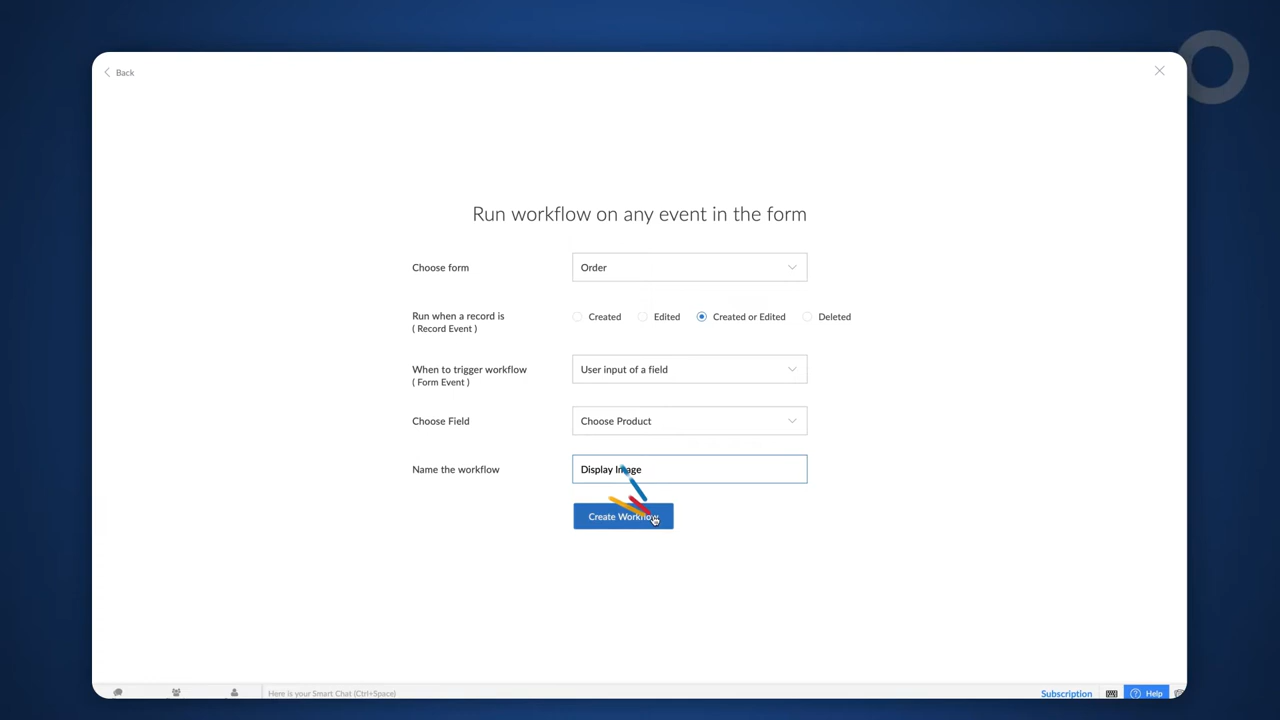 Back
Run workflow on any event in the form
Choose form
Order
Run when a record is
( Record Event )
Created
Edited
Created or Edited
Deleted
When to trigger workflow
( Form Event )
User input of a field
Choose Field
Choose Product
Name the workflow
Display Image
Create Workflow
Here is your Smart Chat (Ctrl+Space)
Subscription
Help